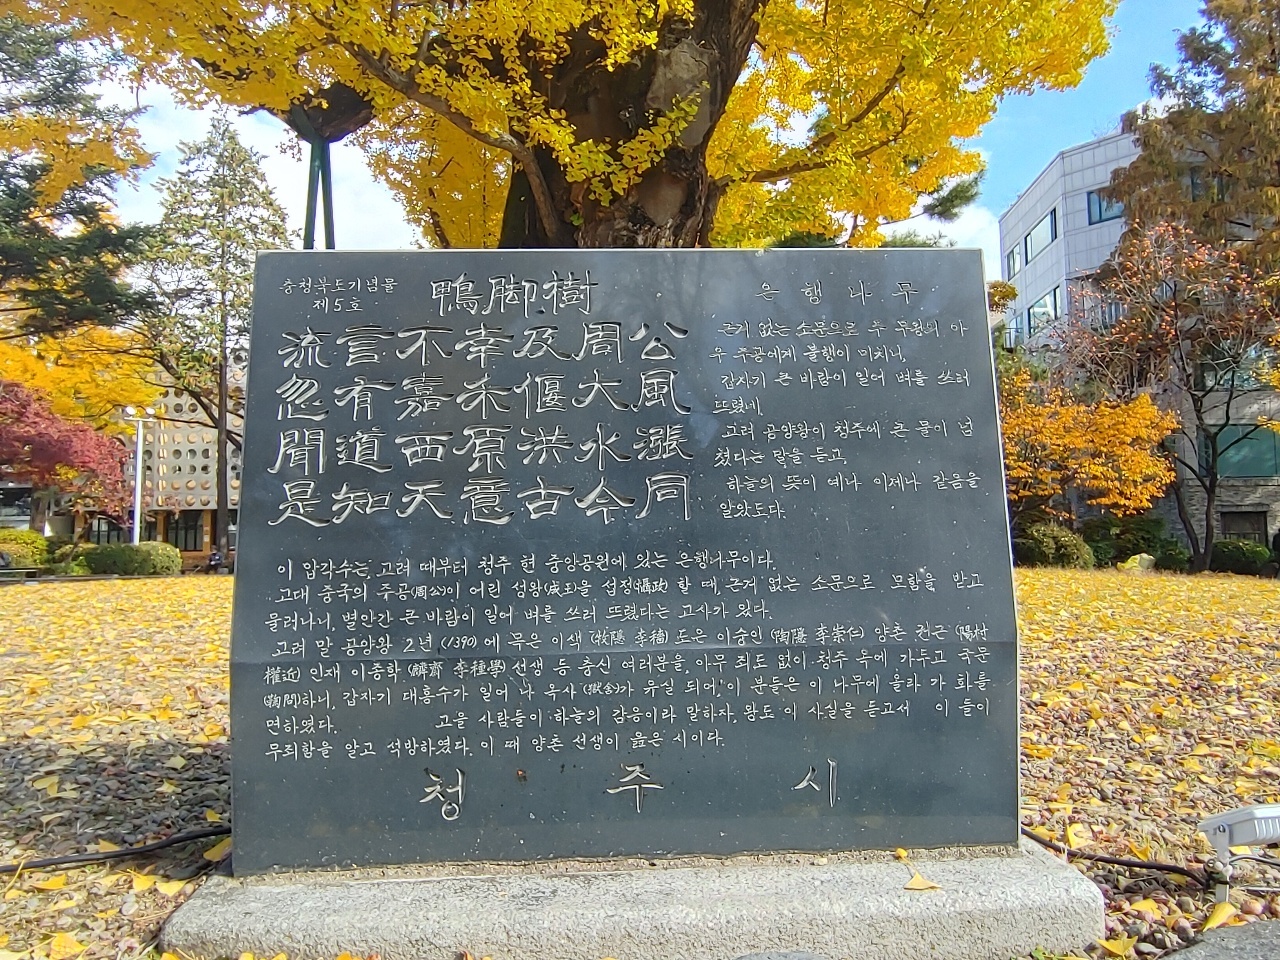 충청북도기념물
제5호
鴨脚樹
流言不幸及周公
忽有嘉禾偃大風
聞道西原洪水漲
是知天意古今同
은행나무
근거 없는 소문으로 주 무왕의 아
우 주공에게 불행이 미치니,
갑자기 큰 바람이 일어 벼를 쓰러
뜨렸네.
고려 공양왕이 청주에 큰 물이 넘
쳤다는 말을 듣고,
하늘의 뜻이 예나 이제나 같음을
알았도다.
이 압각수는, 고려 때부터 청주 현 중앙공원에 있는 은행나무이다.
고대 중국의 주공(周公)이 어린 성왕(成王)을 섭정(攝政) 할 때, 근거 없는 소문으로 모함을 받고
물러나니, 별안간 큰 바람이 일어 벼를 쓰러 뜨렸다는 고사가 있다.
고려 말 공양왕 2년 (1390)에 목은 이색 (牧隱 李穡) 도은 이숭인 (陶隱 李崇仁) 양촌 권근 (陽村
權近) 인재 이종학 (麟齋 李種學) 선생 등 충신 여러분을, 아무 죄도 없이 청주 옥에 가두고 국문
(鞫問)하니, 갑자기 대홍수가 일어 나 옥사 (獄舍)가 유실 되어, 이 분들은 이 나무에 올라 가 화를
면하였다. 고을 사람들이 하늘의 감응이라 말하자, 왕도 이 사실을 듣고서 이 들이
무죄함을 알고 석방하였다. 이 때 양촌 선생이 읊은 시이다.
청주시